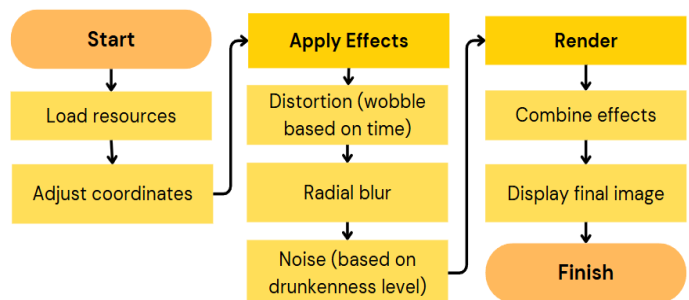 Start
Load resources
Adjust coordinates
Apply Effects
Distortion (wobble
based on time)
Radial blur
Noise (based on
drunkenness level)
Render
Combine effects
Display final image
Finish